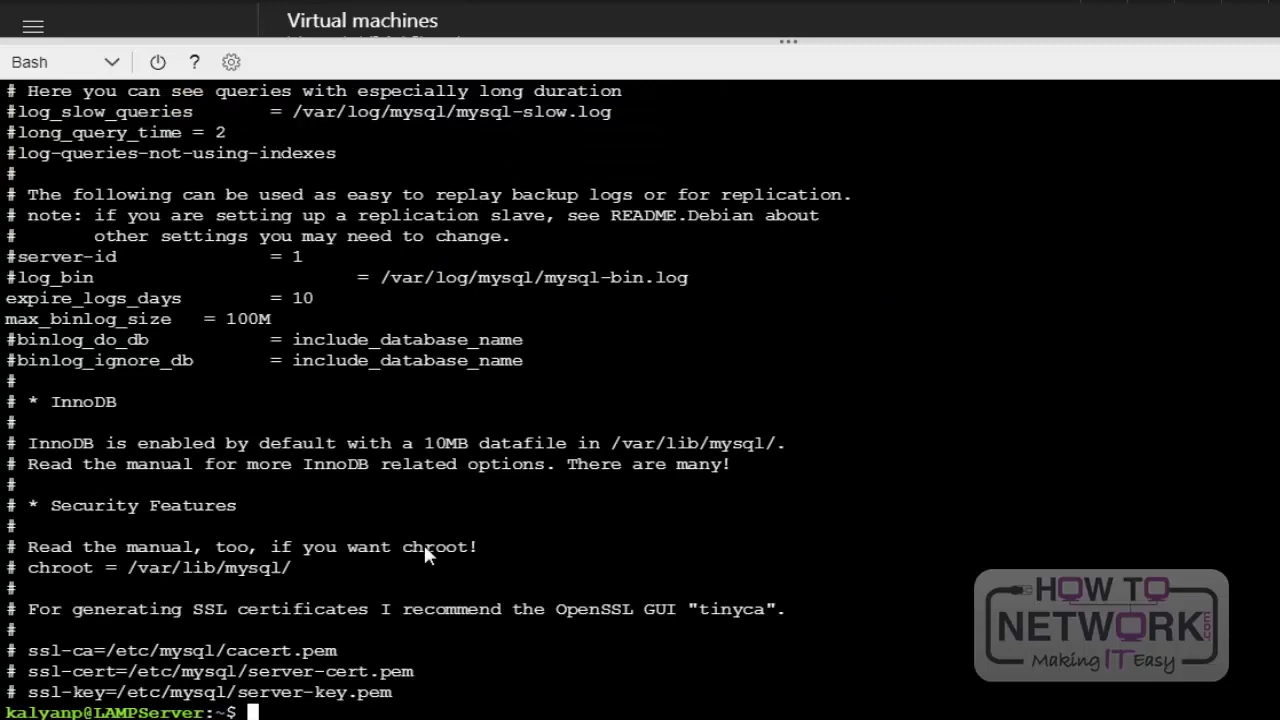 Virtual machines
Bash
?
# Here you can see queries with especially long duration
#log_slow_queries       = /var/log/mysql/mysql-slow.log
#long_query_time = 2
#log-queries-not-using-indexes
#
# The following can be used as easy to replay backup logs or for replication.
# note: if you are setting up a replication slave, see README.Debian about
#       other settings you may need to change.
#server-id              = 1
#log_bin                        = /var/log/mysql/mysql-bin.log
expire_logs_days        = 10
max_binlog_size   = 100M
#binlog_do_db           = include_database_name
#binlog_ignore_db       = include_database_name
#
# * InnoDB
#
# InnoDB is enabled by default with a 10MB datafile in /var/lib/mysql/.
# Read the manual for more InnoDB related options. There are many!
#
# * Security Features
#
# Read the manual, too, if you want chroot!
# chroot = /var/lib/mysql/
#
# For generating SSL certificates I recommend the OpenSSL GUI "tinyca".
#
# ssl-ca=/etc/mysql/cacert.pem
# ssl-cert=/etc/mysql/server-cert.pem
# ssl-key=/etc/mysql/server-key.pem
kalyanp@LAMPServer:~$
HOW TO
NETWORK.com
Making IT Easy